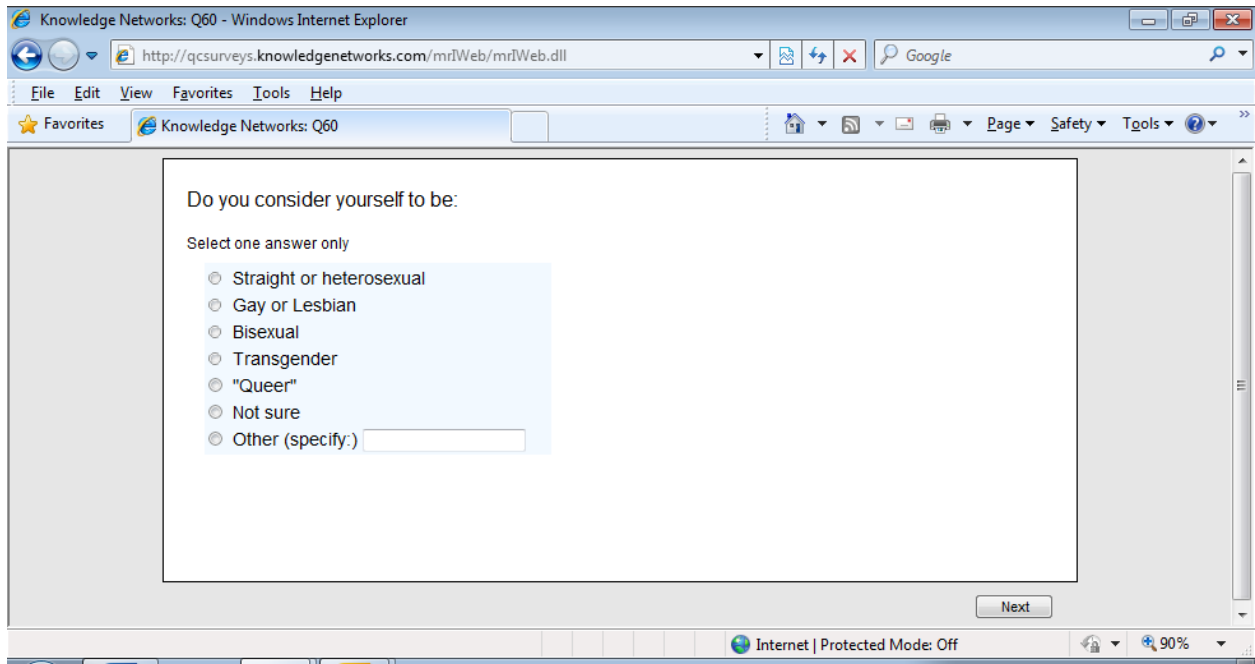 Knowledge Networks: Q60 - Windows Internet Explorer
http://qcsurveys.knowledgenetworks.com/mrIWeb/mrIWeb.dll Google
File Edit View Favorites Tools Help
Favorites Knowledge Networks: Q60 Page Safety Tools
Do you consider yourself to be:
Select one answer only
Straight or heterosexual
Gay or Lesbian
Bisexual
Transgender
"Queer"
Not sure
Other (specify:)
Next
Internet | Protected Mode: Off 90%